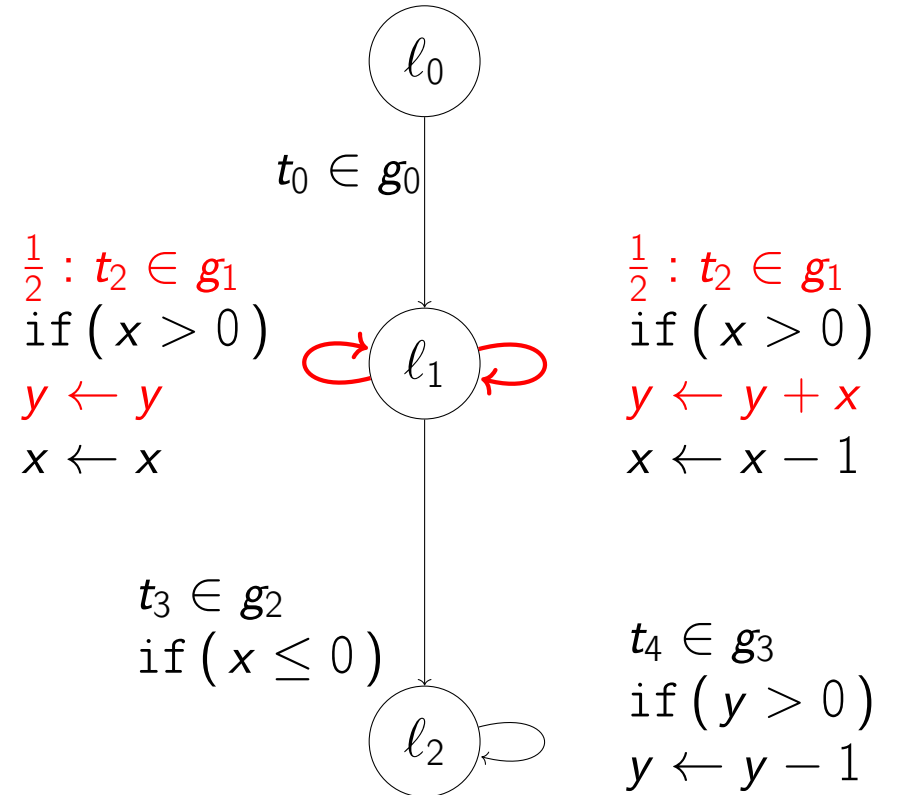 ℓ₀
t₀ ∈ g₀
½ : t₂ ∈ g₁
if(x > 0)
y ← y
x ← x
ℓ₁
½ : t₂ ∈ g₁
if(x > 0)
y ← y + x
x ← x − 1
t₃ ∈ g₂
if(x ≤ 0)
ℓ₂
t₄ ∈ g₃
if(y > 0)
y ← y − 1